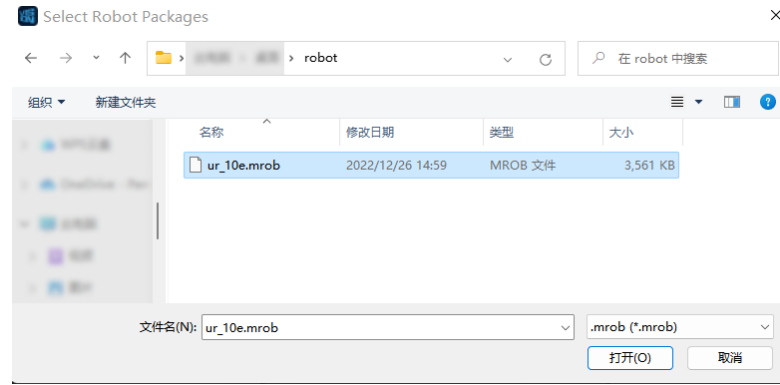 Select Robot Packages
robot
在 robot 中搜索
组织 新建文件夹
名称 修改日期 类型 大小
ur_10e.mrob 2022/12/26 14:59 MROB 文件 3,561 KB
文件名(N): ur_10e.mrob .mrob (*.mrob)
打开(O) 取消